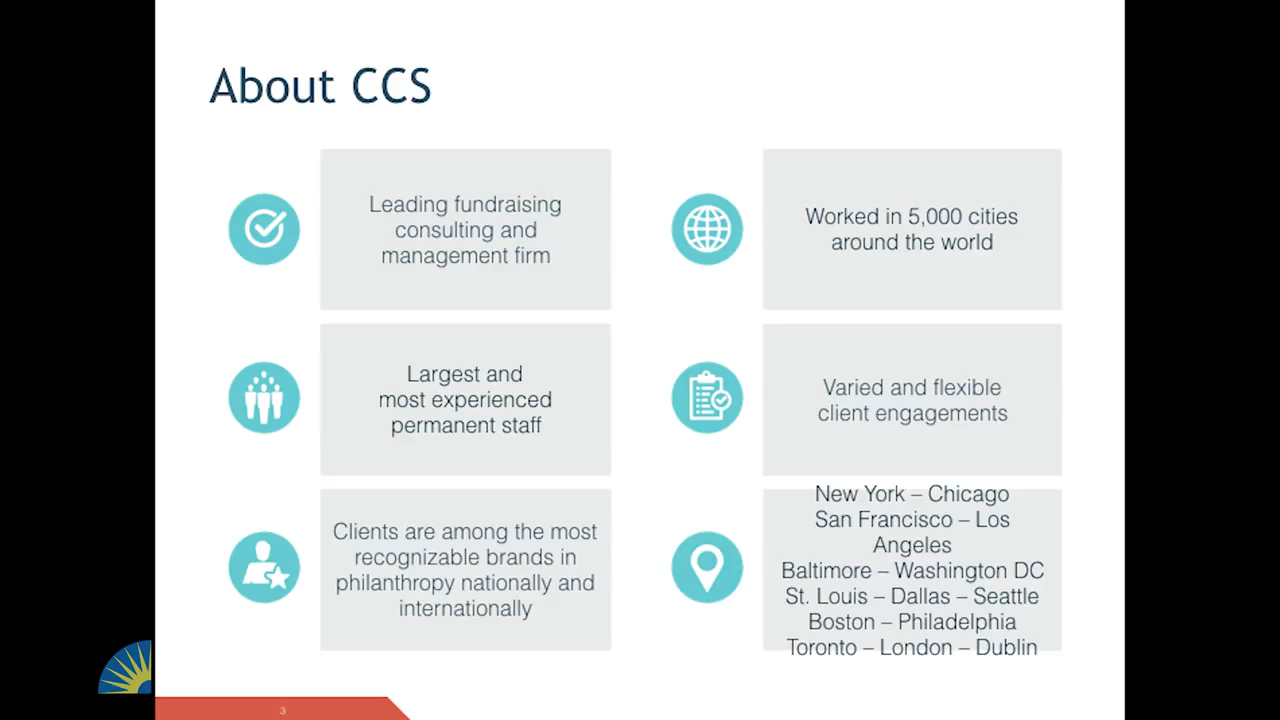 About CCS
Leading fundraising
consulting and
management firm
Worked in 5,000 cities
around the world
Largest and
most experienced
permanent staff
Varied and flexible
client engagements
Clients are among the most
recognizable brands in
philanthropy nationally and
internationally
New York – Chicago
San Francisco – Los
Angeles
Baltimore – Washington DC
St. Louis – Dallas – Seattle
Boston – Philadelphia
Toronto – London – Dublin
3